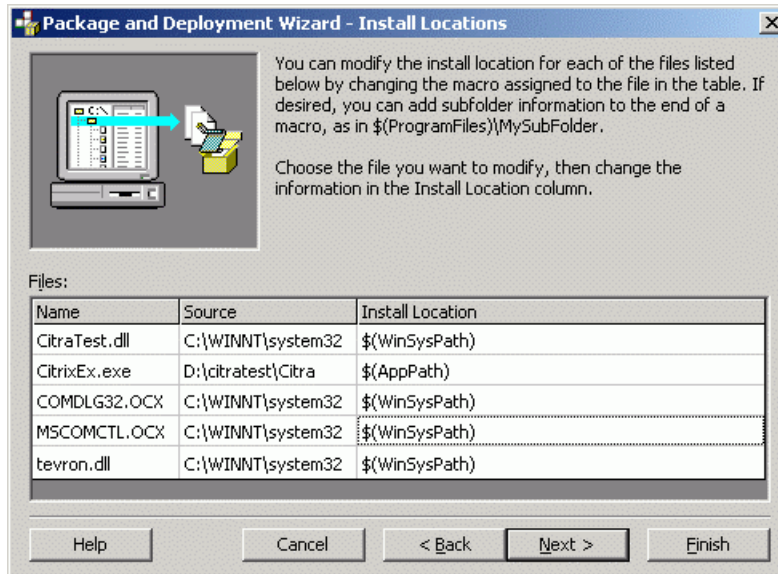 Package and Deployment Wizard - Install Locations
You can modify the install location for each of the files listed
below by changing the macro assigned to the file in the table. If
desired, you can add subfolder information to the end of a
macro, as in $(ProgramFiles)\MySubFolder.
Choose the file you want to modify, then change the
information in the Install Location column.
C:\
Files:
Name Source Install Location
CitraTest.dll C:\WINNT\system32 $(WinSysPath)
CitrixEx.exe D:\citratest\Citra $(AppPath)
COMDLG32.OCX C:\WINNT\system32 $(WinSysPath)
MSCOMCTL.OCX C:\WINNT\system32 $(WinSysPath)
tevron.dll C:\WINNT\system32 $(WinSysPath)
Help Cancel < Back Next > Finish